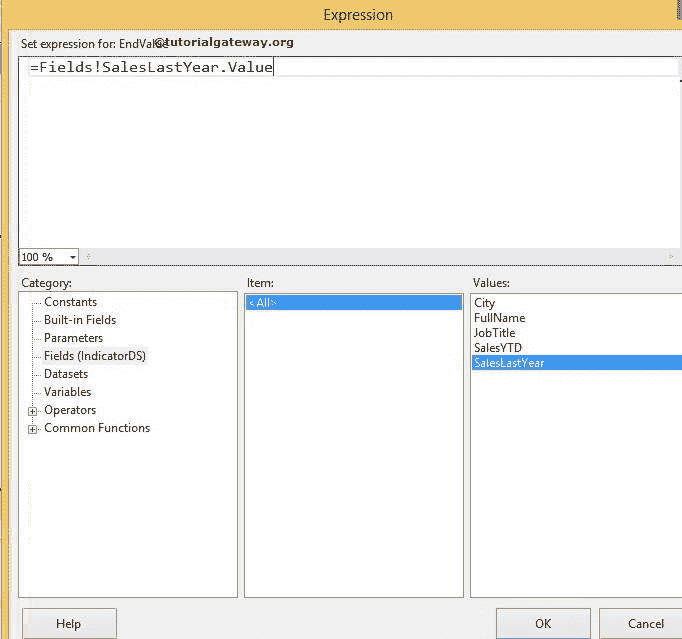 Expression
Set expression for: EndValue
@tutorialgateway.org
=Fields!SalesLastYear.Value
100 %
Category:
Item:
Values:
Constants
Built-in Fields
Parameters
Fields (IndicatorDS)
Datasets
Variables
Operators
Common Functions
<All>
City
FullName
JobTitle
SalesYTD
SalesLastYear
Help
OK
Cancel